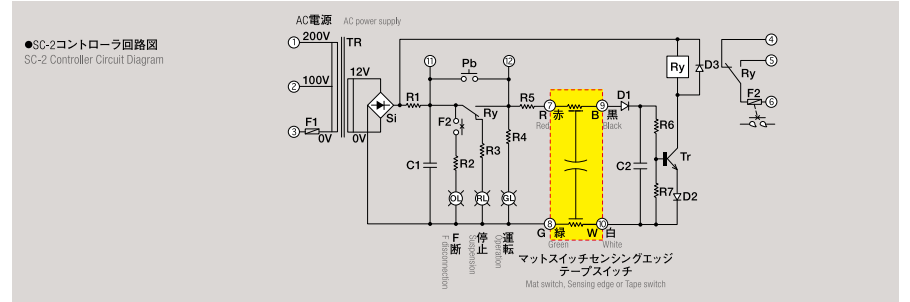 ●SC-2コントローラ回路図
SC-2 Controller Circuit Diagram
AC電源 AC power supply
① 200V
TR
② 100V
12V
③ F1
0V
0V
Si
R1
⑪
Pb
⑫
F2
Ry
R5
C1
R2
R3
R4
OL
RL
GL
F断
F disconnection
停止
Suspension
運転
Operation
⑦
R 赤
Red
⑨
B 黒
Black
⑧
G 緑
Green
⑩
W 白
White
マットスイッチセンシングエッジ
テープスイッチ
Mat switch, Sensing edge or Tape switch
D1
C2
R6
R7
Tr
D2
Ry
D3
④
⑤
Ry
F2
⑥